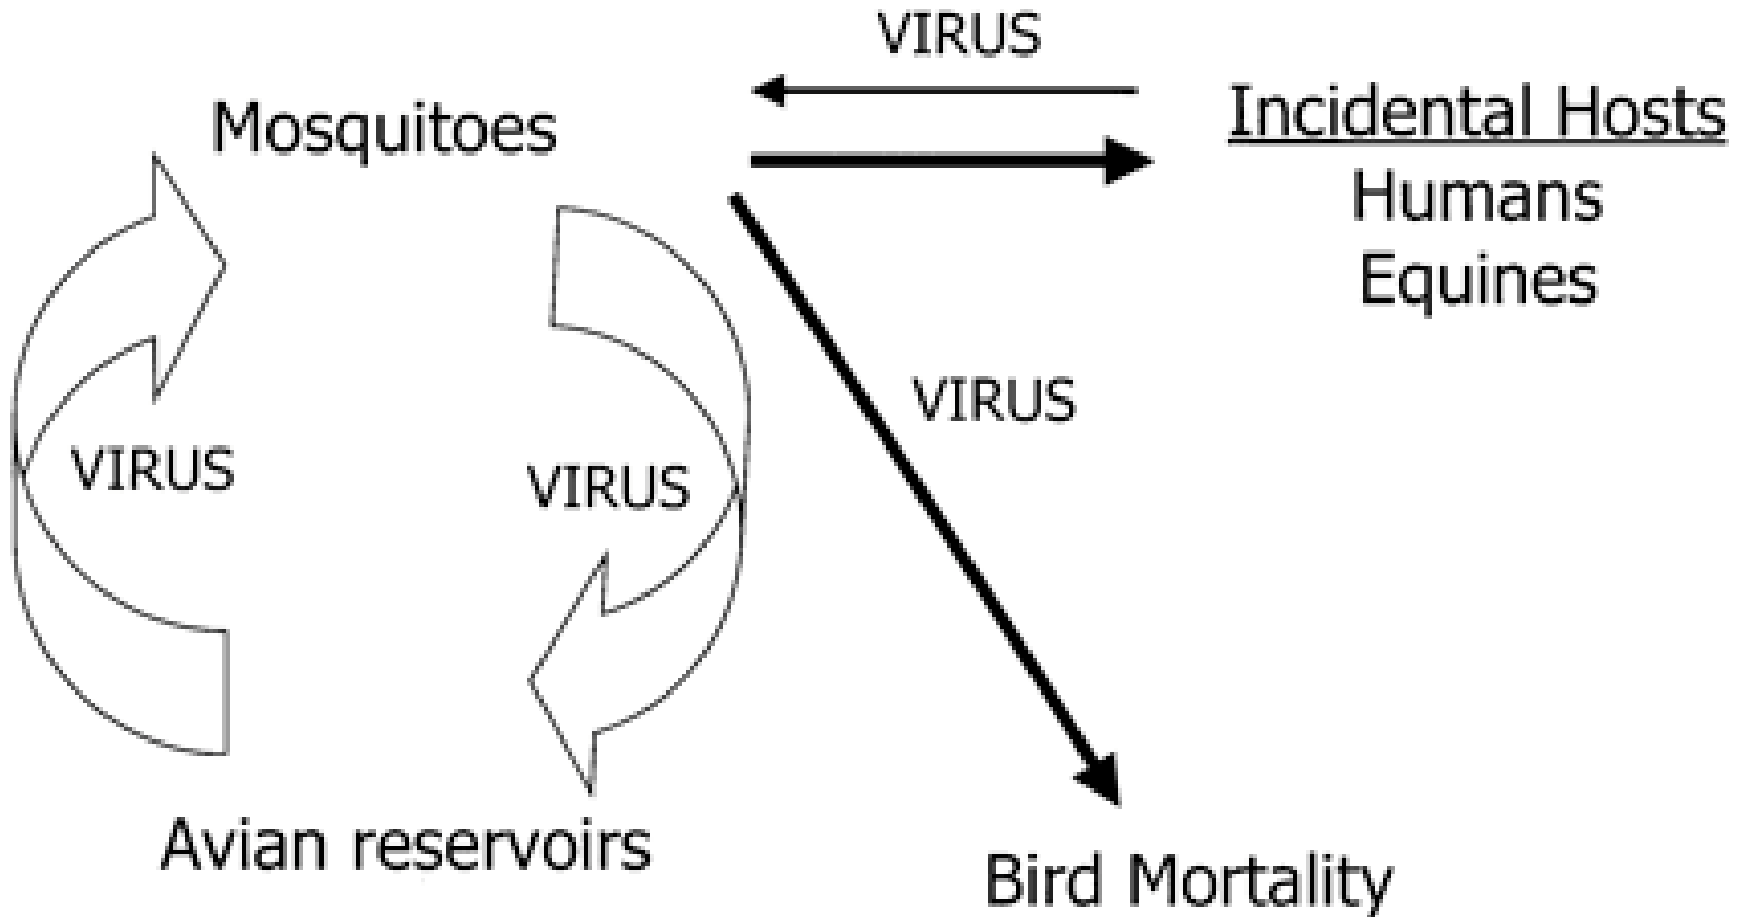 VIRUS
Mosquitoes
Incidental Hosts
Humans
Equines
VIRUS
VIRUS
VIRUS
Avian reservoirs
Bird Mortality